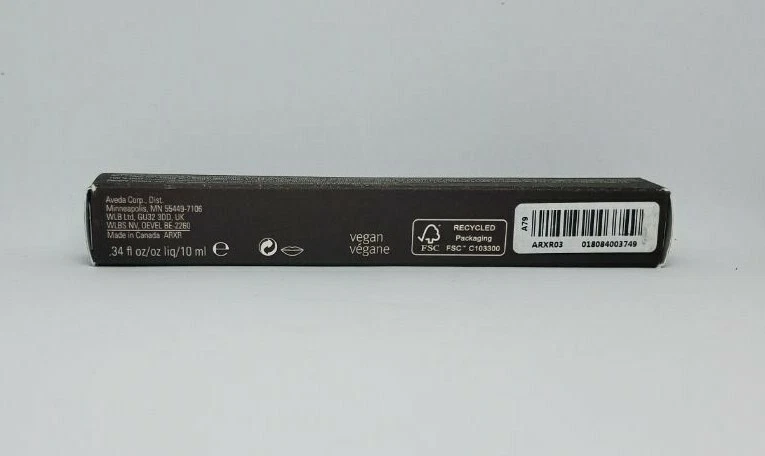 Aveda Corp., Dist.
Minneapolis, MN 55449-7106
WLB Ltd, GU32 3DD, UK
WLBS NV, OEVEL BE-2260
Made in Canada ARXR
.34 fl oz/oz liq/10 ml ℮
vegan
végane
FSC
RECYCLED
Packaging
FSC™ C103300
A79
ARXR03 018084003749